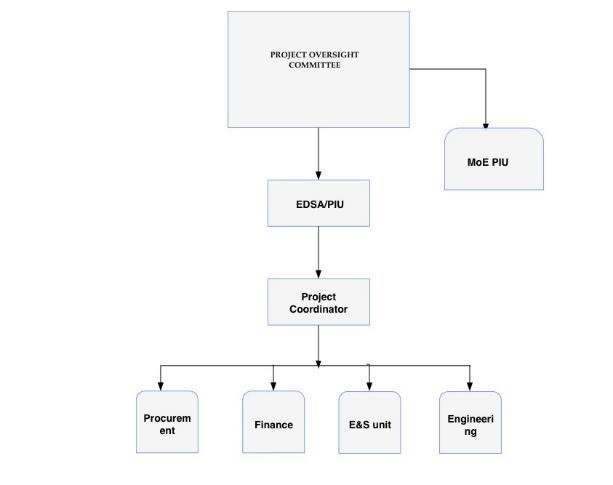 PROJECT OVERSIGHT
COMMITTEE
MoE PIU
EDSA/PIU
Project
Coordinator
Procurem
ent
Finance
E&S unit
Engineeri
ng